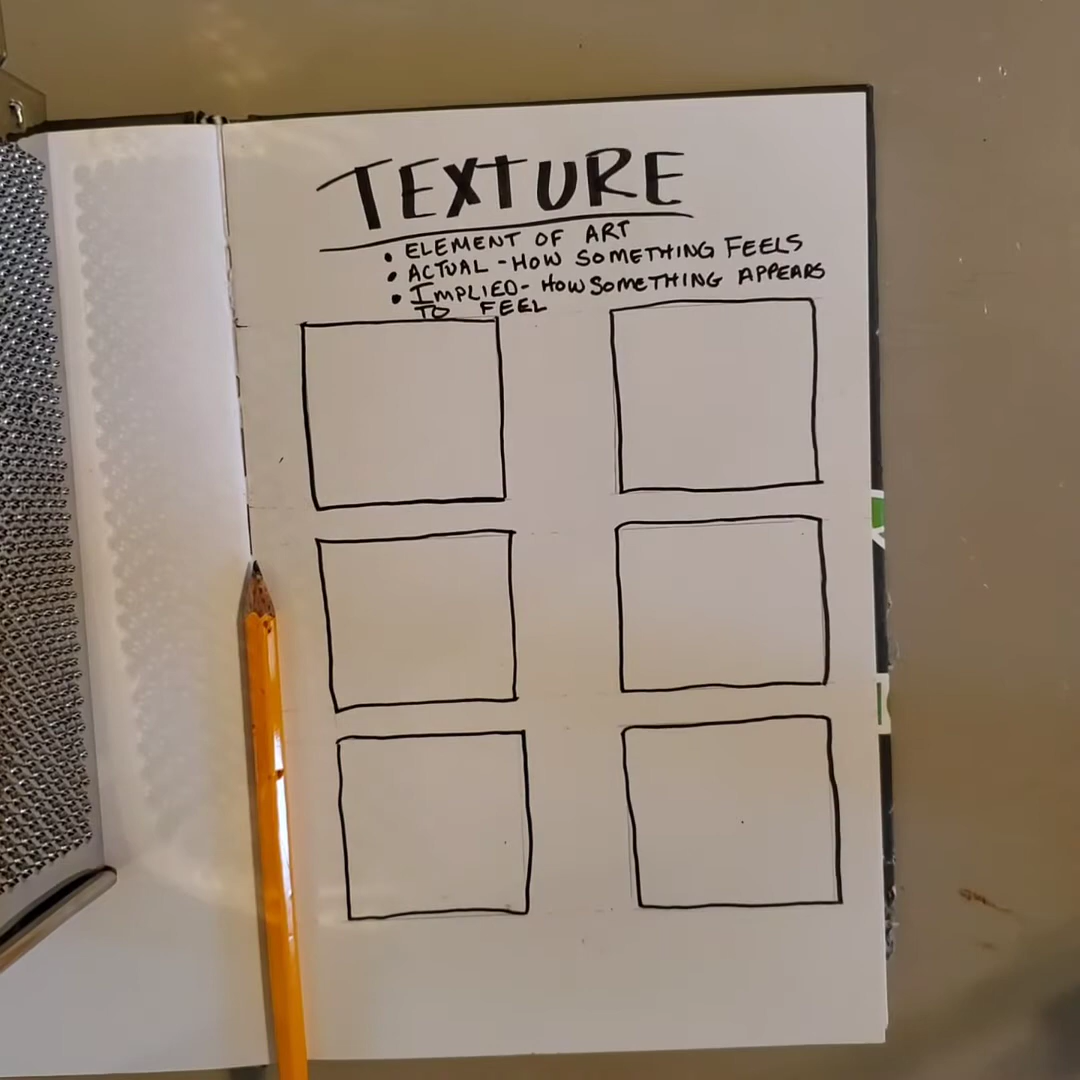 TEXTURE
• ELEMENT OF ART
• ACTUAL - HOW SOMETHING FEELS
• IMPLIED - HOW SOMETHING APPEARS
TO FEEL